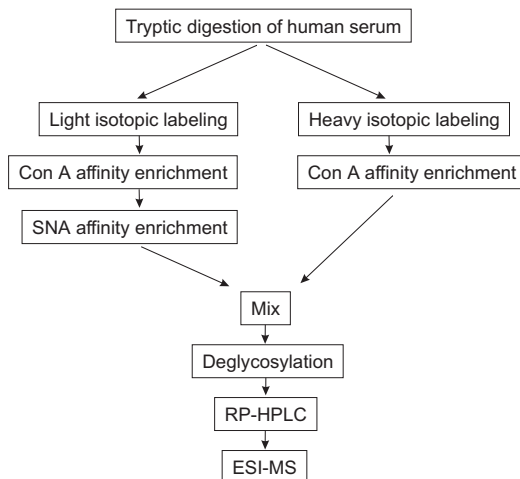 Tryptic digestion of human serum
Light isotopic labeling
Heavy isotopic labeling
Con A affinity enrichment
Con A affinity enrichment
SNA affinity enrichment
Mix
Deglycosylation
RP-HPLC
ESI-MS